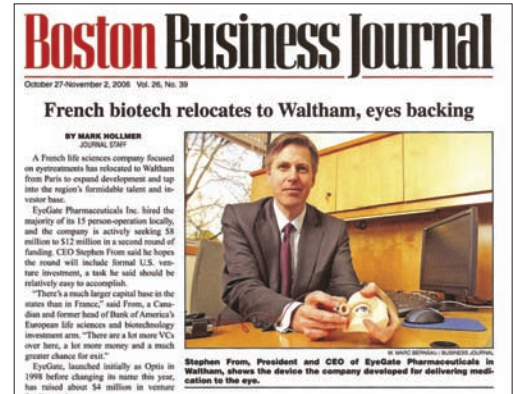 Boston Business Journal
October 27-November 2, 2006 Vol. 26, No. 39
French biotech relocates to Waltham, eyes backing
BY MARK HOLLMER
JOURNAL STAFF
A French life sciences company focused
on eyetreatments has relocated to Waltham
from Paris to expand development and tap
into the region's formidable talent and in-
vestor base.
EyeGate Pharmaceuticals Inc. hired the
majority of its 15 person-operation locally,
and the company is actively seeking $8
million to $12 million in a second round of
funding. CEO Stephen From said he hopes
the round will include formal U.S. ven-
ture investment, a task he said should be
relatively easy to accomplish.
"There's a much larger capital base in the
states than in France," said From, a Cana-
dian and former head of Bank of America's
European life sciences and biotechnology
investment arm. "There are a lot more VCs
over here, a lot more money and a much
greater chance for exit."
EyeGate, launched initially as Optis in
1998 before changing its name this year,
has raised about $4 million in venture
W. MARC BERNSAU / BUSINESS JOURNAL
Stephen From, President and CEO of EyeGate Pharmaceuticals in
Waltham, shows the device the company developed for delivering medi-
cation to the eye.